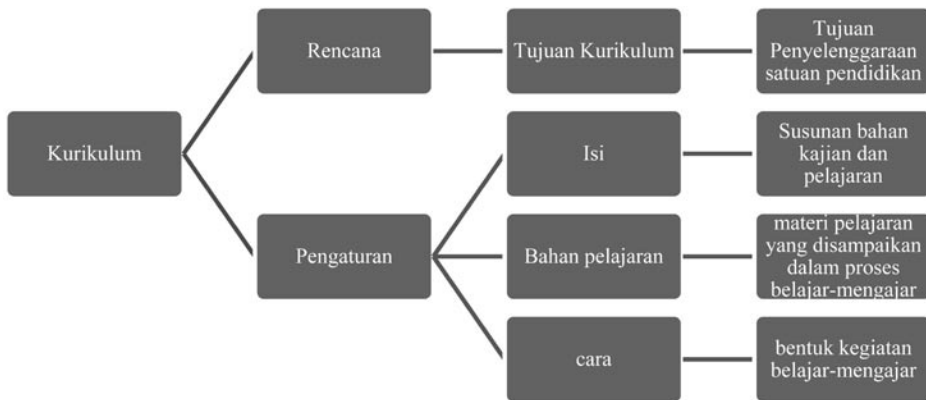 Kurikulum
Rencana
Tujuan Kurikulum
Tujuan
Penyelenggaraan
satuan pendidikan
Pengaturan
Isi
Susunan bahan
kajian dan
pelajaran
Bahan pelajaran
materi pelajaran
yang disampaikan
dalam proses
belajar-mengajar
cara
bentuk kegiatan
belajar-mengajar